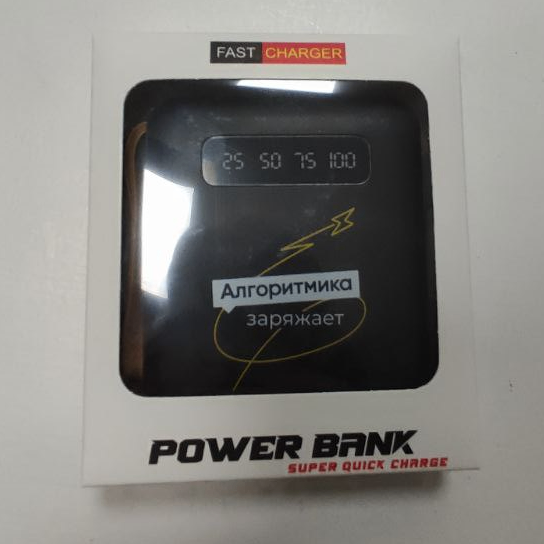 FAST CHARGER
25 50 75 100
Алгоритмика
заряжает
POWER BANK
SUPER QUICK CHARGE